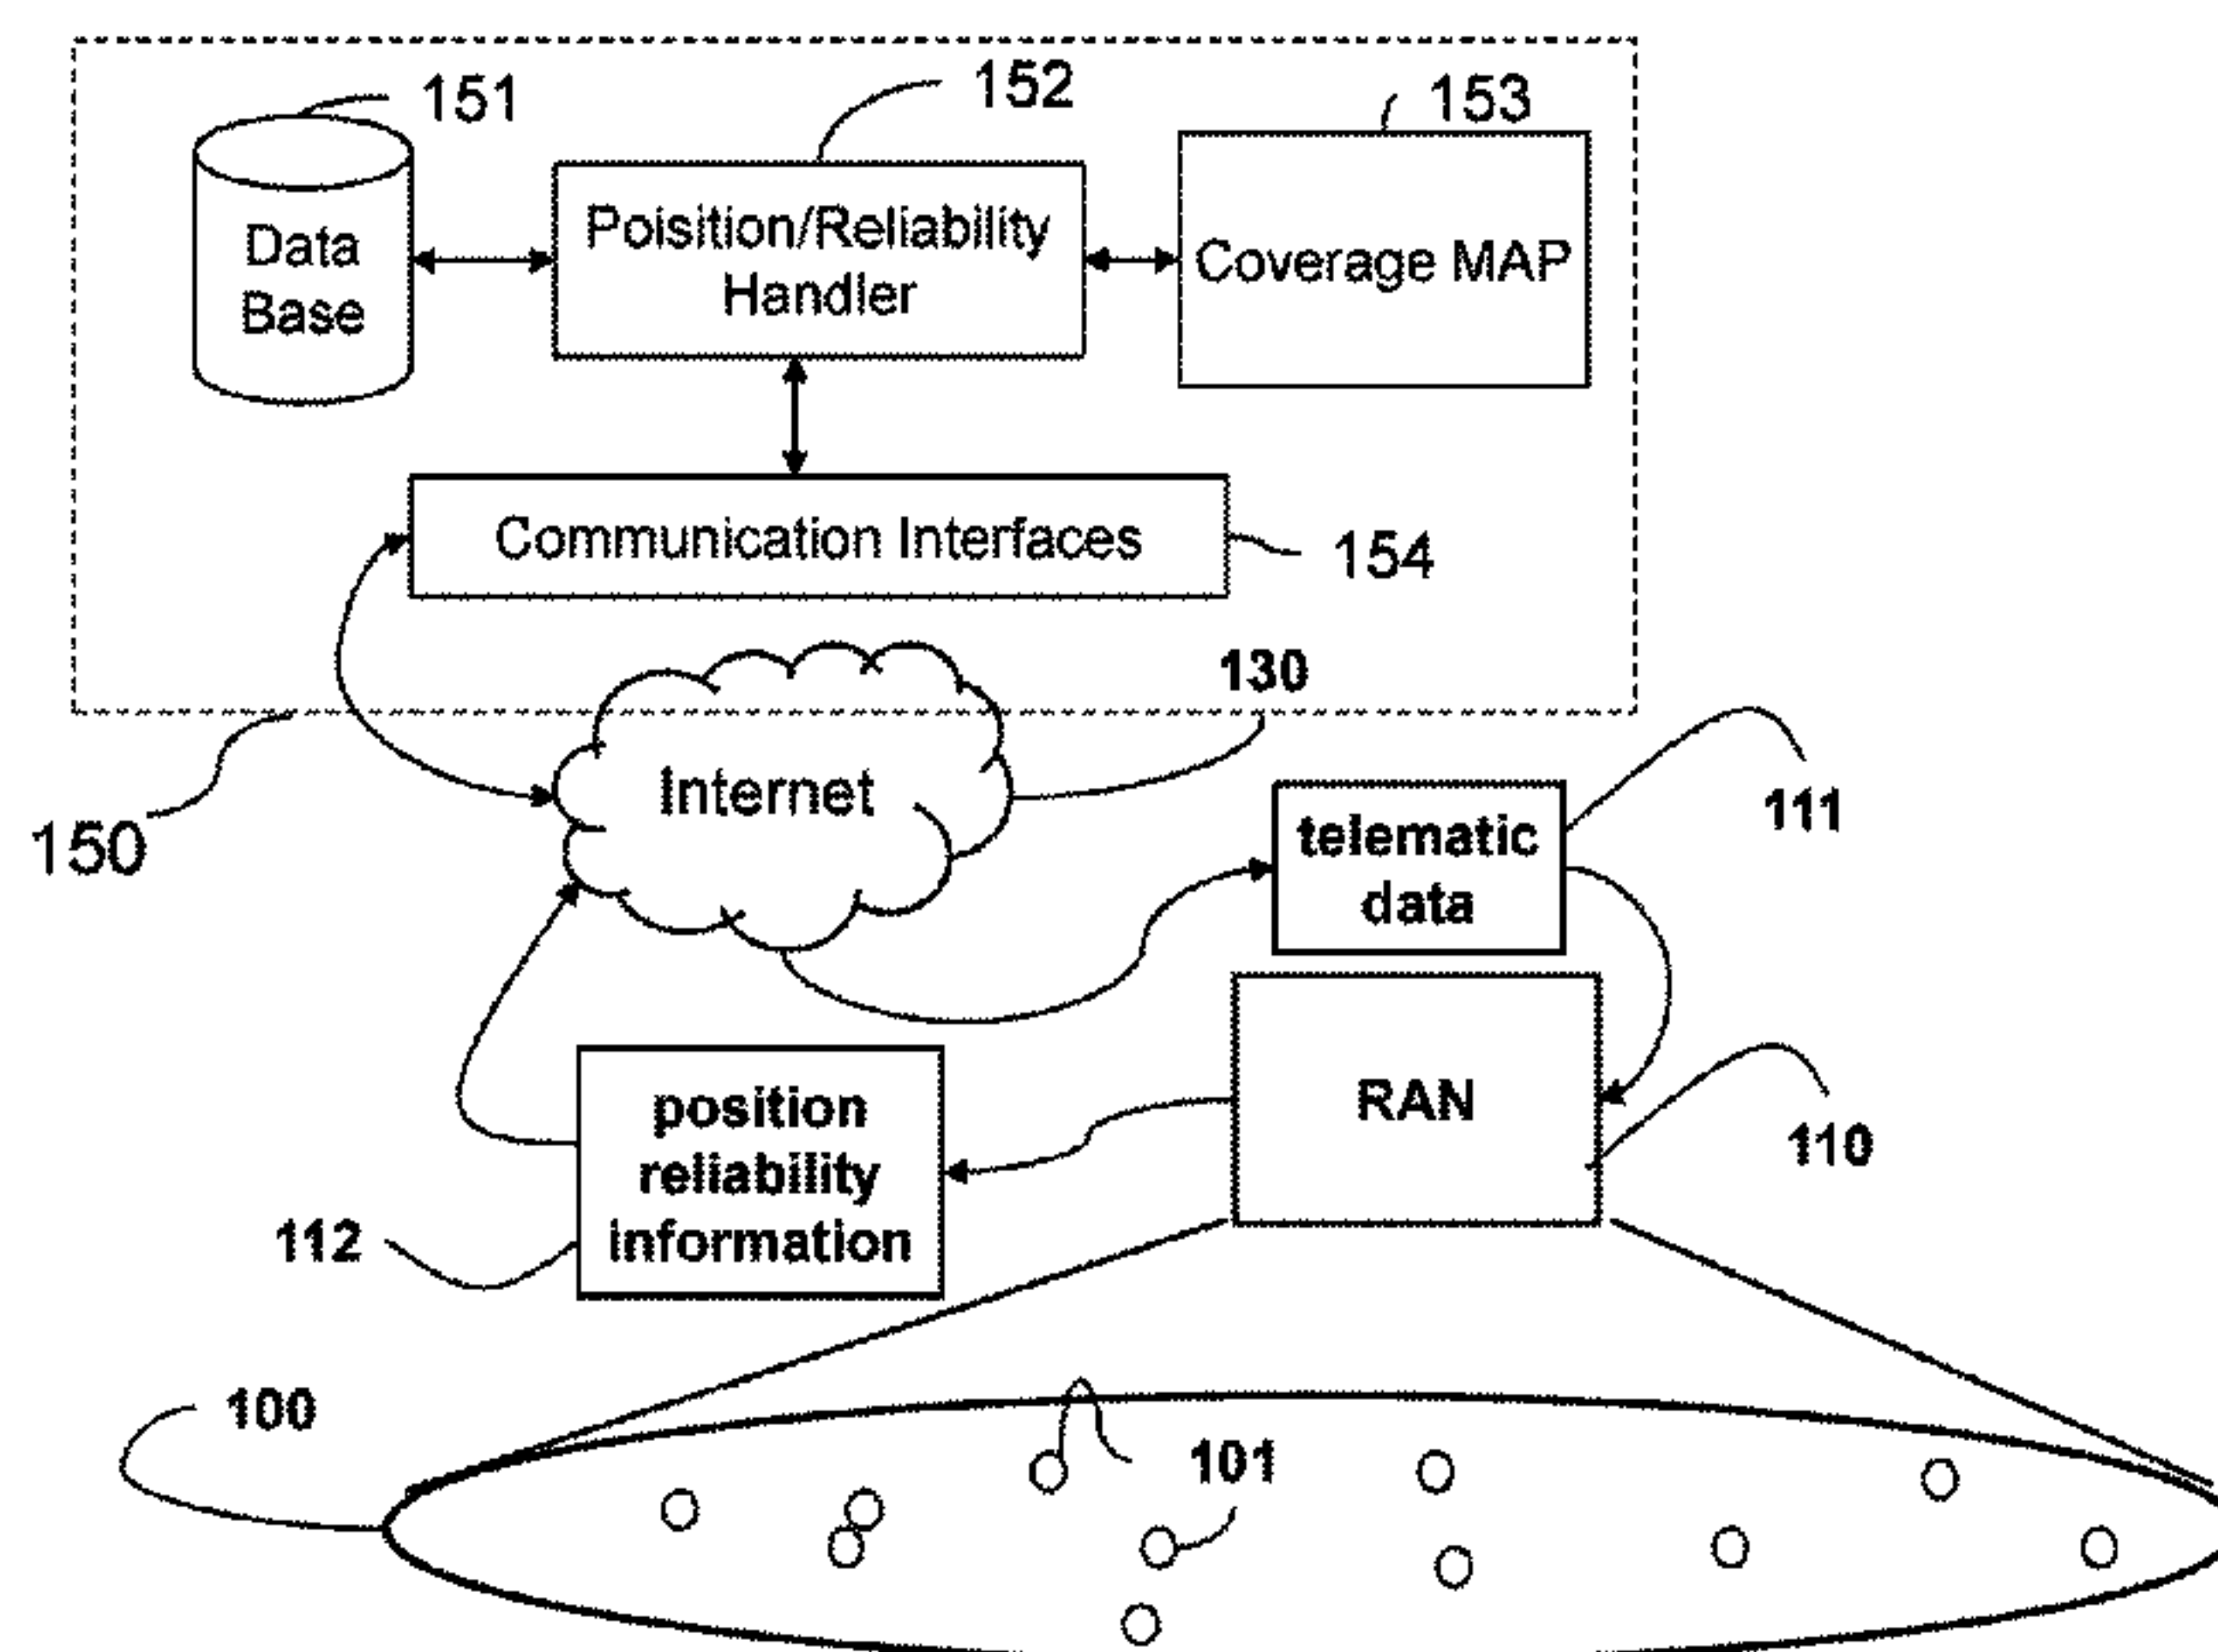 151
152
153
Data
Base
Poisition/Reliability
Handler
Coverage MAP
Communication Interfaces
154
130
Internet
150
telematic
data
111
RAN
110
position
reliability
information
112
100
101